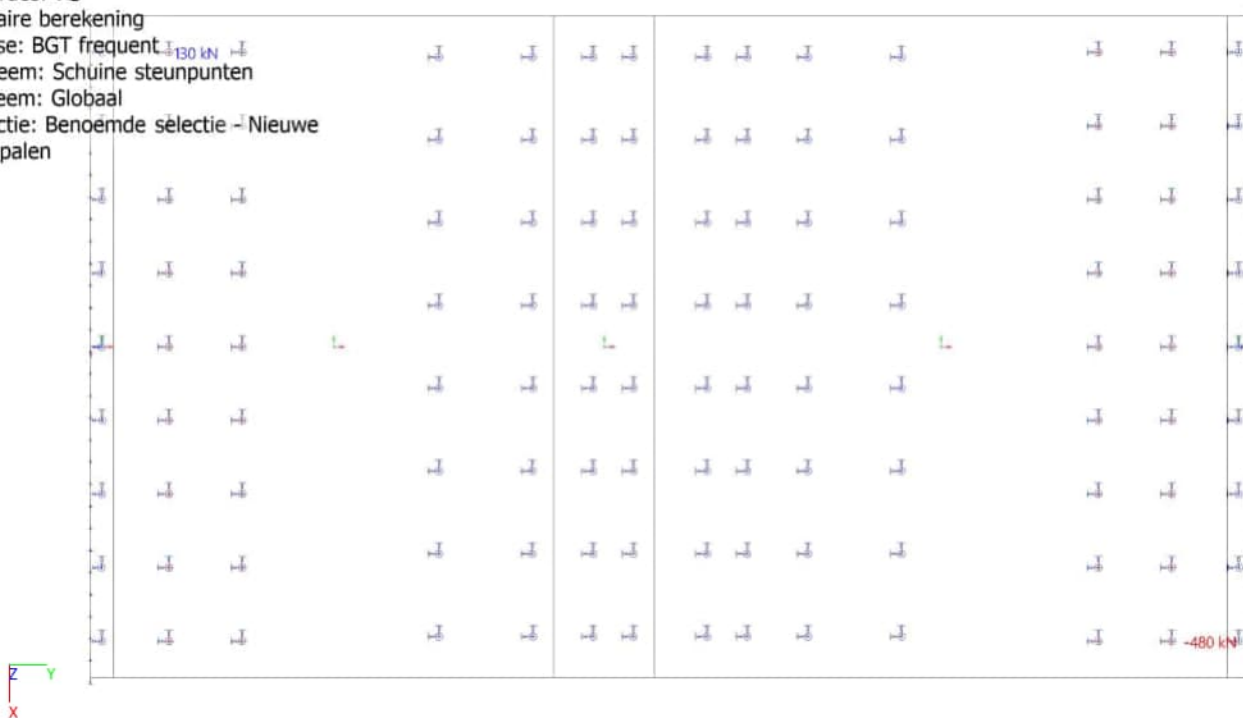 aire berekening
se: BGT frequent
130 kN
eem: Schuine steunpunten
eem: Globaal
ctie: Benoemde selectie - Nieuwe
palen
-480 kN
Z Y
X